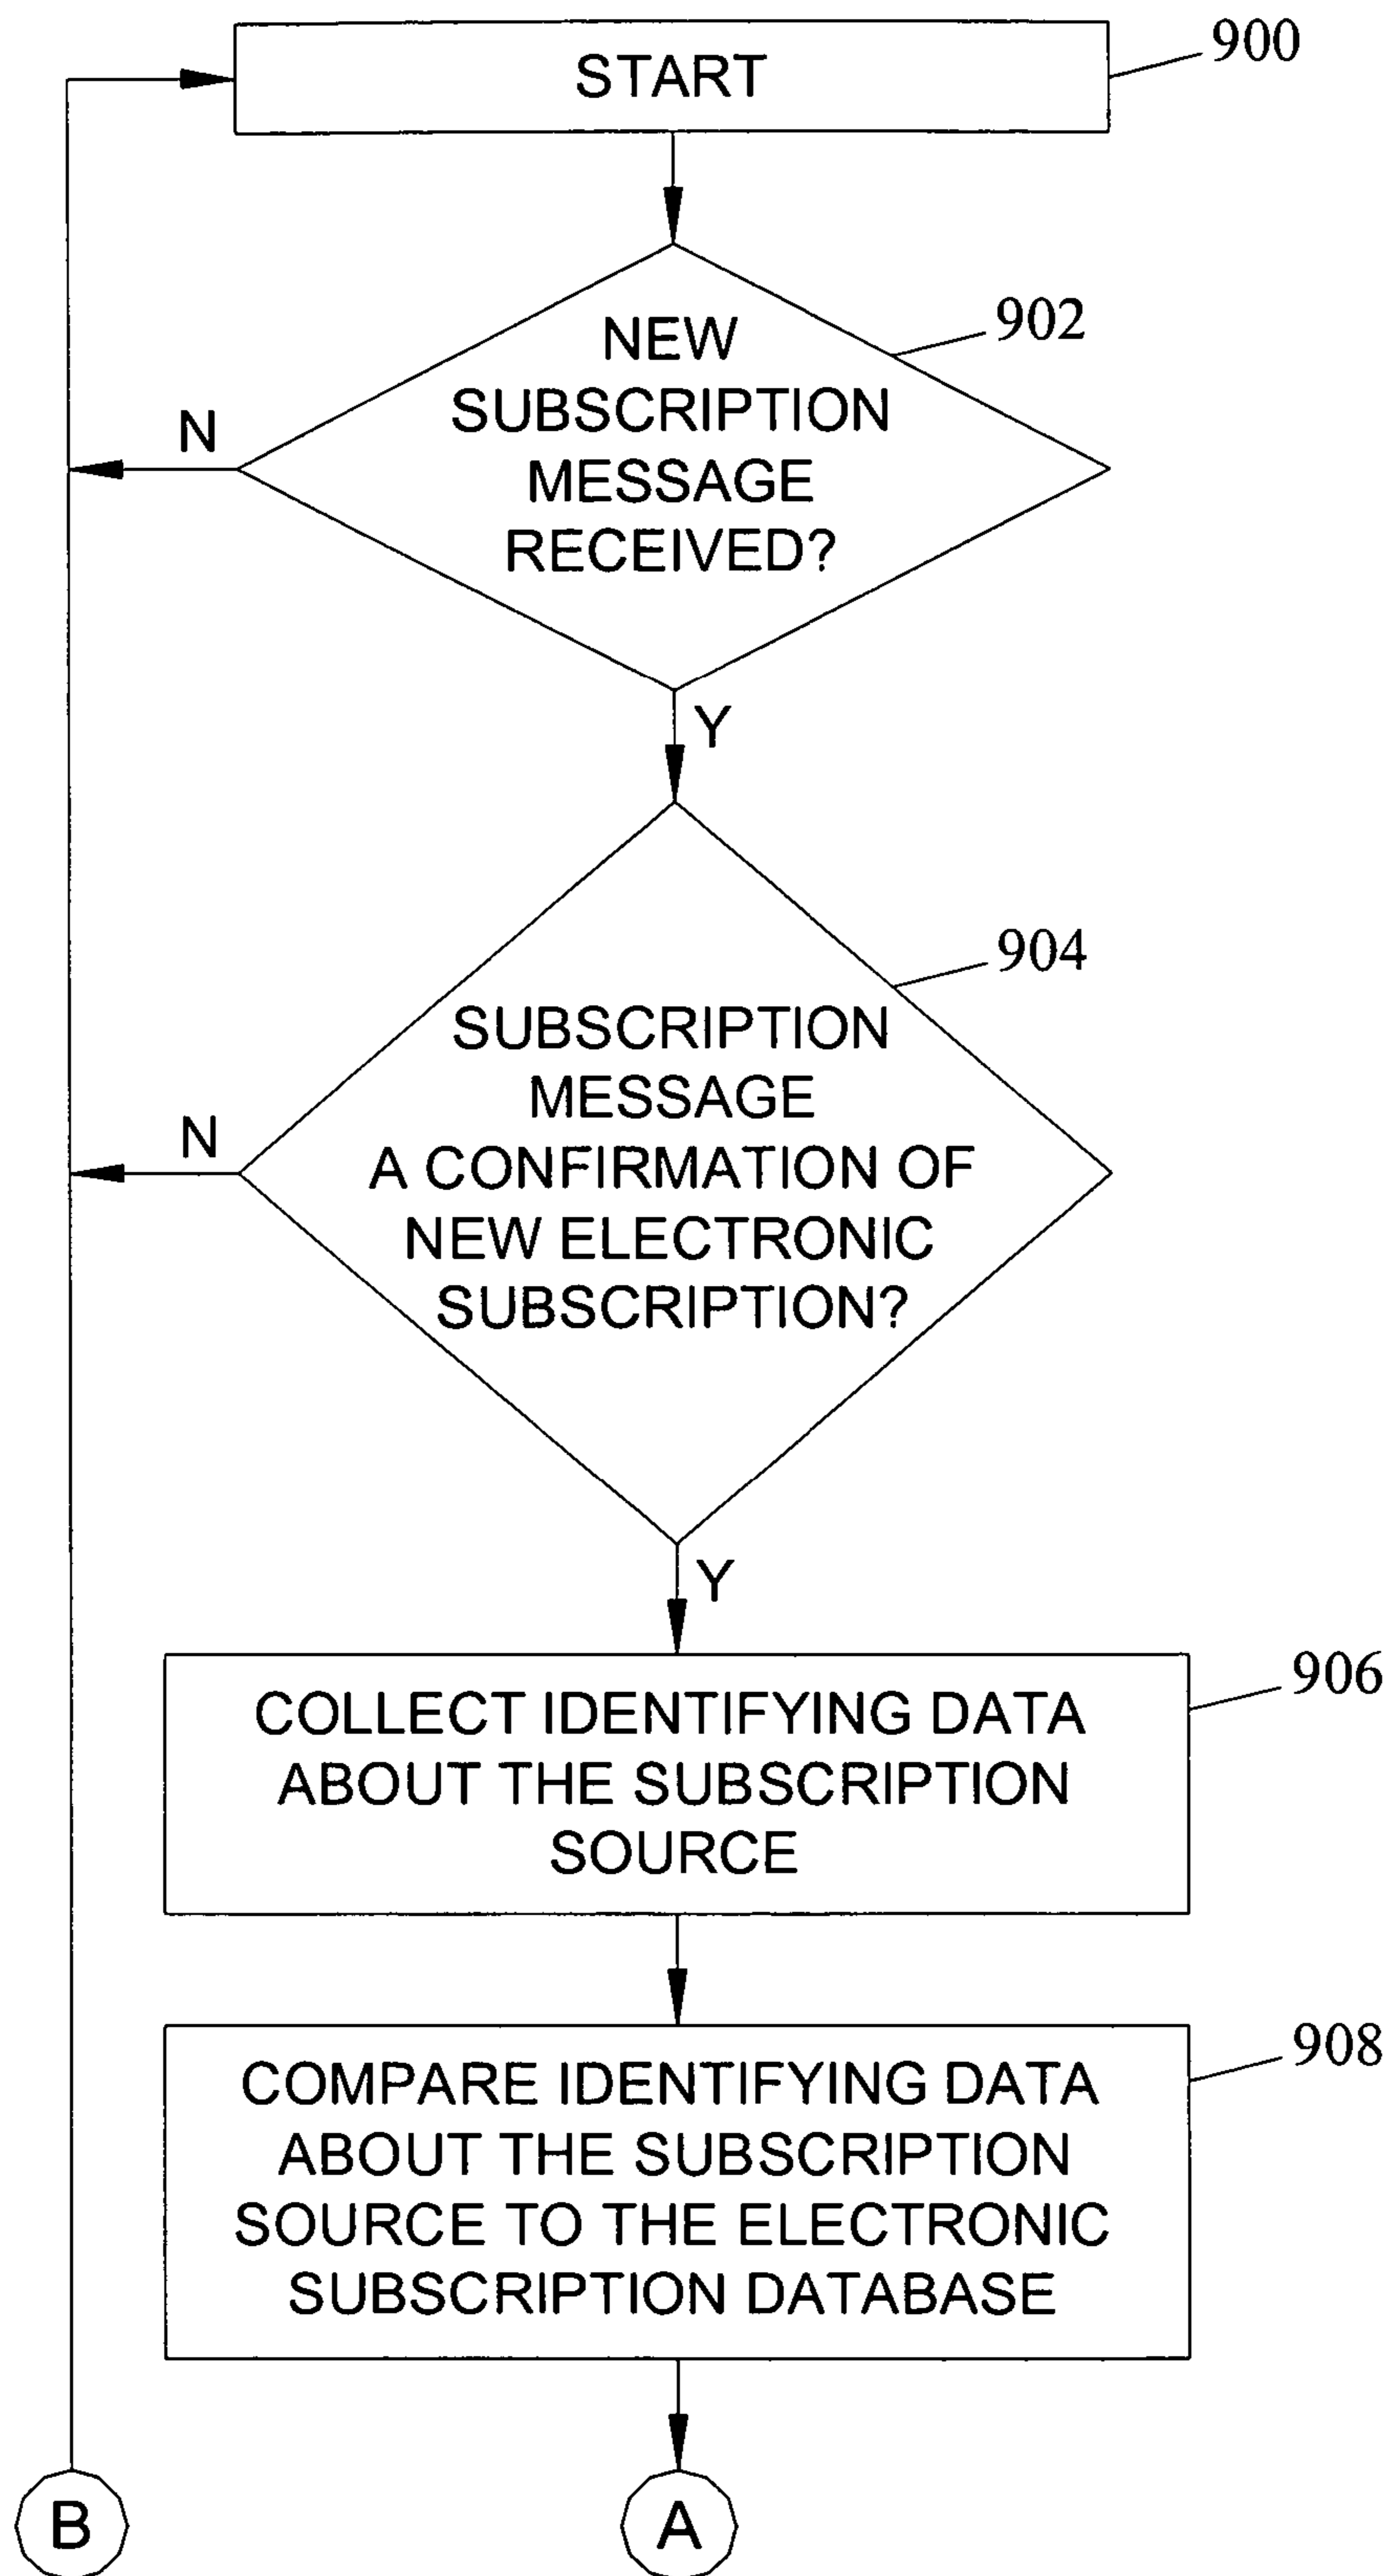 START
900
NEW
SUBSCRIPTION
MESSAGE
RECEIVED?
902
N
Y
SUBSCRIPTION
MESSAGE
A CONFIRMATION OF
NEW ELECTRONIC
SUBSCRIPTION?
904
N
Y
COLLECT IDENTIFYING DATA
ABOUT THE SUBSCRIPTION
SOURCE
906
COMPARE IDENTIFYING DATA
ABOUT THE SUBSCRIPTION
SOURCE TO THE ELECTRONIC
SUBSCRIPTION DATABASE
908
B
A